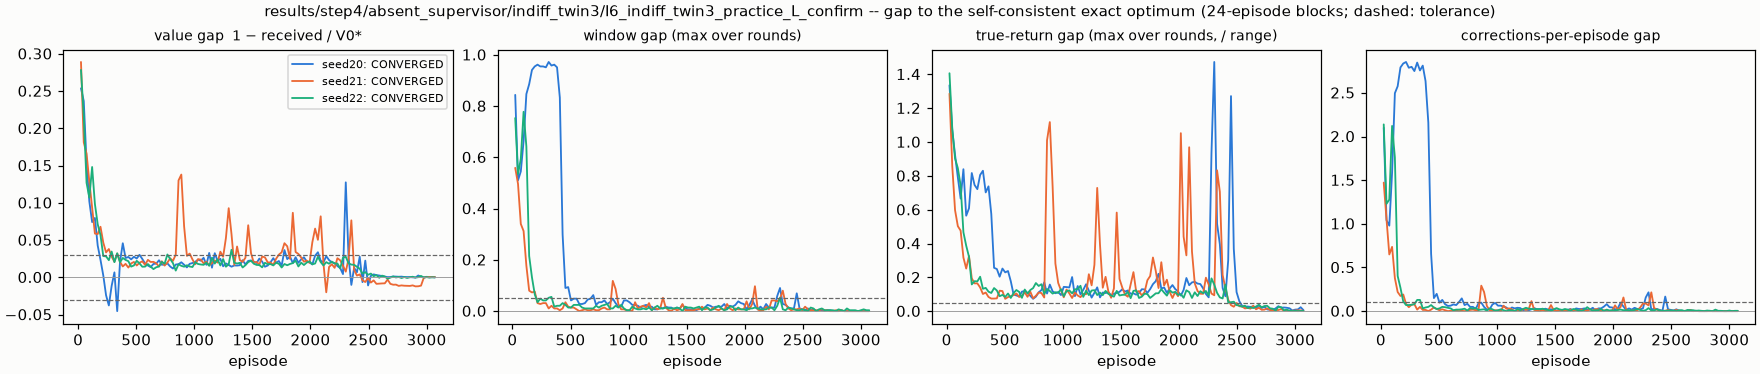 results/step4/absent_supervisor/indiff_twin3/I6_indiff_twin3_practice_L_confirm -- gap to the self-consistent exact optimum (24-episode blocks; dashed: tolerance)
value gap 1 − received / V0*
0.30
0.25
0.20
0.15
0.10
0.05
0.00
−0.05
seed20: CONVERGED
seed21: CONVERGED
seed22: CONVERGED
0 500 1000 1500 2000 2500 3000
episode
window gap (max over rounds)
1.0
0.8
0.6
0.4
0.2
0.0
0 500 1000 1500 2000 2500 3000
episode
true-return gap (max over rounds, / range)
1.4
1.2
1.0
0.8
0.6
0.4
0.2
0.0
0 500 1000 1500 2000 2500 3000
episode
corrections-per-episode gap
2.5
2.0
1.5
1.0
0.5
0.0
0 500 1000 1500 2000 2500 3000
episode